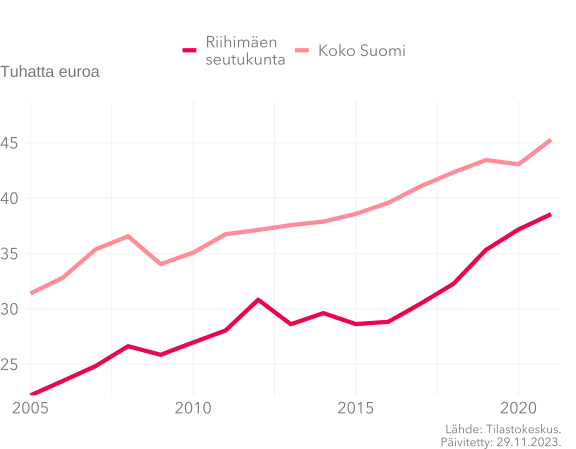 Riihimäen
seutukunta
Koko Suomi
Tuhatta euroa
45
40
35
30
25
2005 2010 2015 2020
Lähde: Tilastokeskus.
Päivitetty: 29.11.2023.